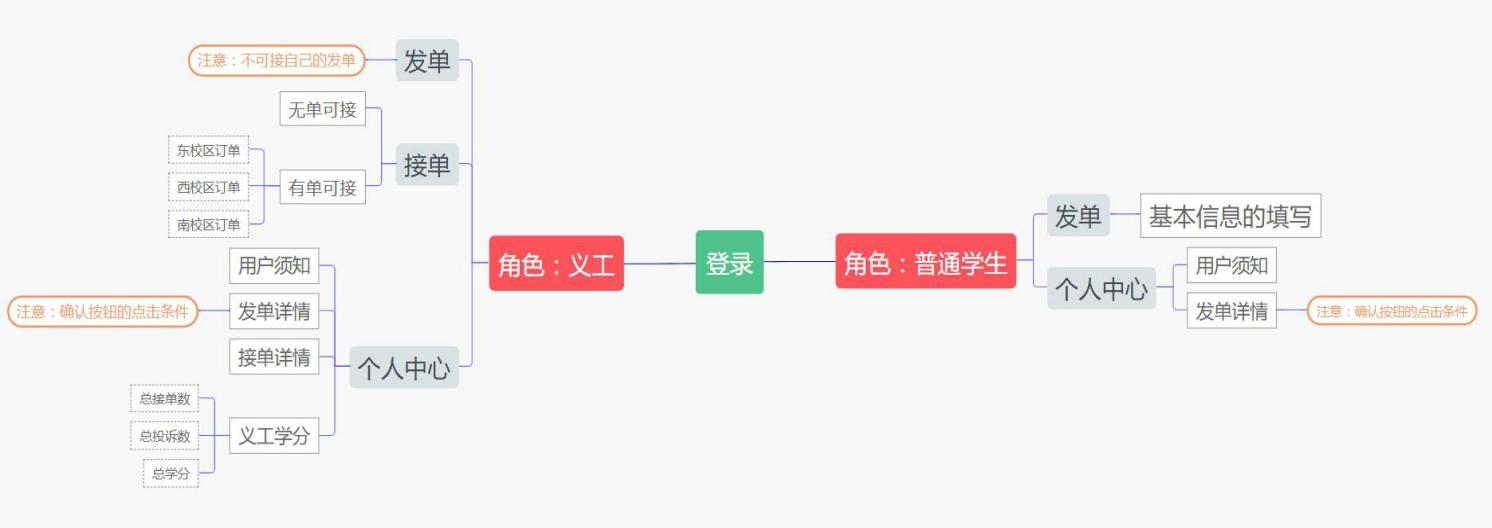 登录
角色：义工
发单
注意：不可接自己的发单
接单
无单可接
有单可接
东校区订单
西校区订单
南校区订单
个人中心
用户须知
发单详情
注意：确认按钮的点击条件
接单详情
义工学分
总接单数
总投诉数
总学分
角色：普通学生
发单
基本信息的填写
个人中心
用户须知
发单详情
注意：确认按钮的点击条件